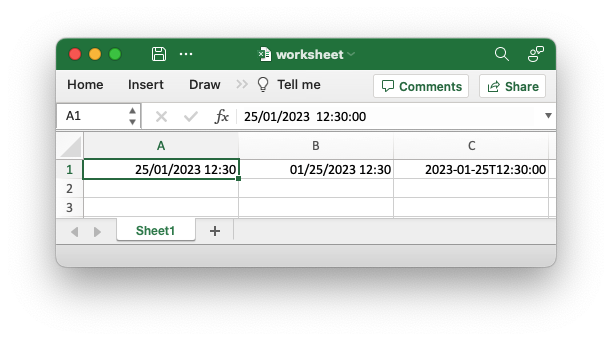 worksheet
Home Insert Draw Tell me Comments Share
A1 fx 25/01/2023 12:30:00
A B C
1 25/01/2023 12:30 01/25/2023 12:30 2023-01-25T12:30:00
2
3
Sheet1 +